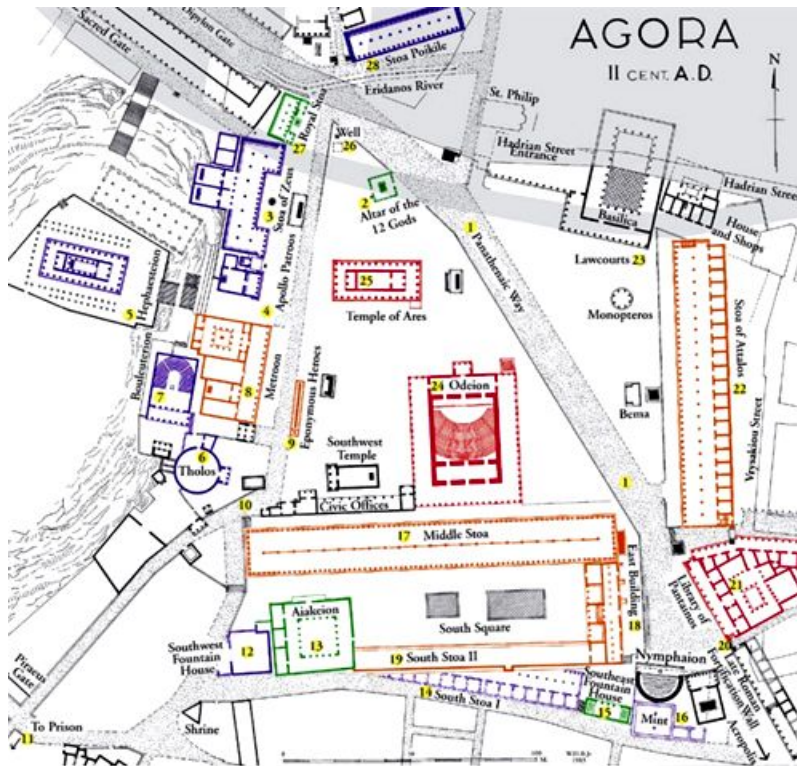 AGORA
II CENT. A.D.
N
Dipylon Gate
Sacred Gate
28
Stoa Poikile
Eridanos River
St. Philip
Royal Stoa
27
Well
26
Hadrian Street
Entrance
Hadrian Street
2
Altar of the
12 Gods
3
Stoa of Zeus
1
Panathenaic Way
Basilica
House
and Shops
Lawcourts 23
5
Hephaesteion
4
Apollo Patroos
25
Temple of Ares
Monopteros
Stoa of Attalos
22
Vrysakiou Street
Bouleuterion
7
8
Metroon
Eponymous Heroes
9
24 Odeion
Bema
6
Tholos
Southwest
Temple
1
10
Civic Offices
17 Middle Stoa
East Building
18
Library of
Pantainos
21
20
Aiakeion
13
South Square
Southwest
Fountain
House
12
19 South Stoa II
Nymphaion
Late Roman
Fortification Wall
Southeast
Fountain
House
15
14
South Stoa I
Mint
16
Acropolis
Piraeus
Gate
To Prison
11
Shrine
0
50
100
M.
W.B.D.Jr.